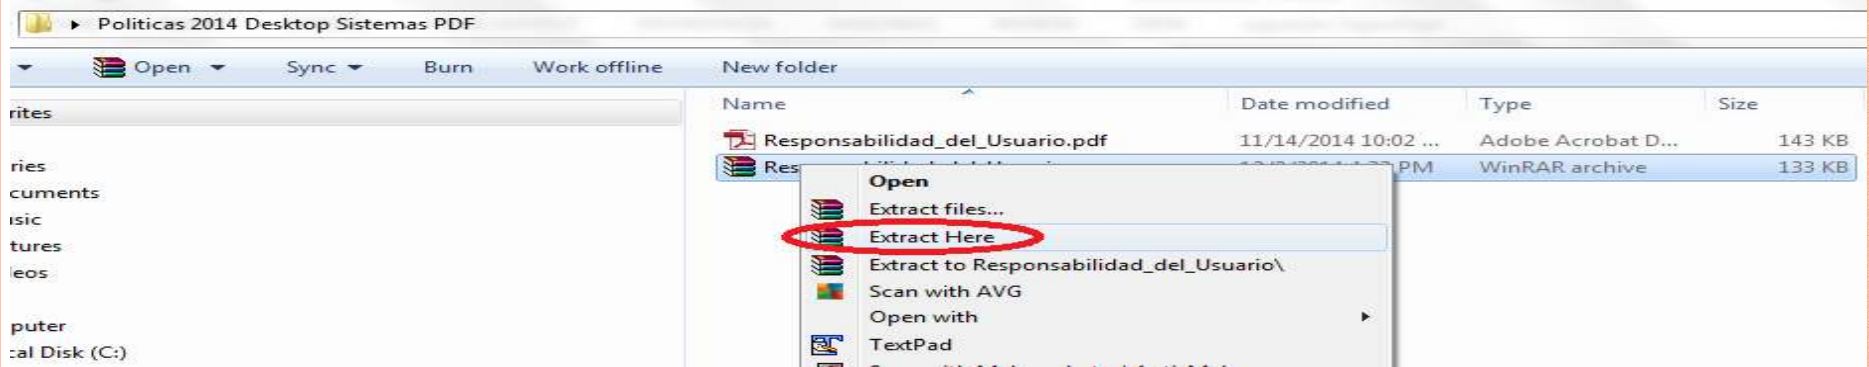 Politicas 2014 Desktop Sistemas PDF
Open Sync Burn Work offline New folder
rites
Name Date modified Type Size
Responsabilidad_del_Usuario.pdf 11/14/2014 10:02 ... Adobe Acrobat D... 143 KB
ries
Res PM WinRAR archive 133 KB
Open
cuments
Extract files...
usic
Extract Here
tures
Extract to Responsabilidad_del_Usuario\
leos
Scan with AVG
Open with
puter
TextPad
cal Disk (C:)